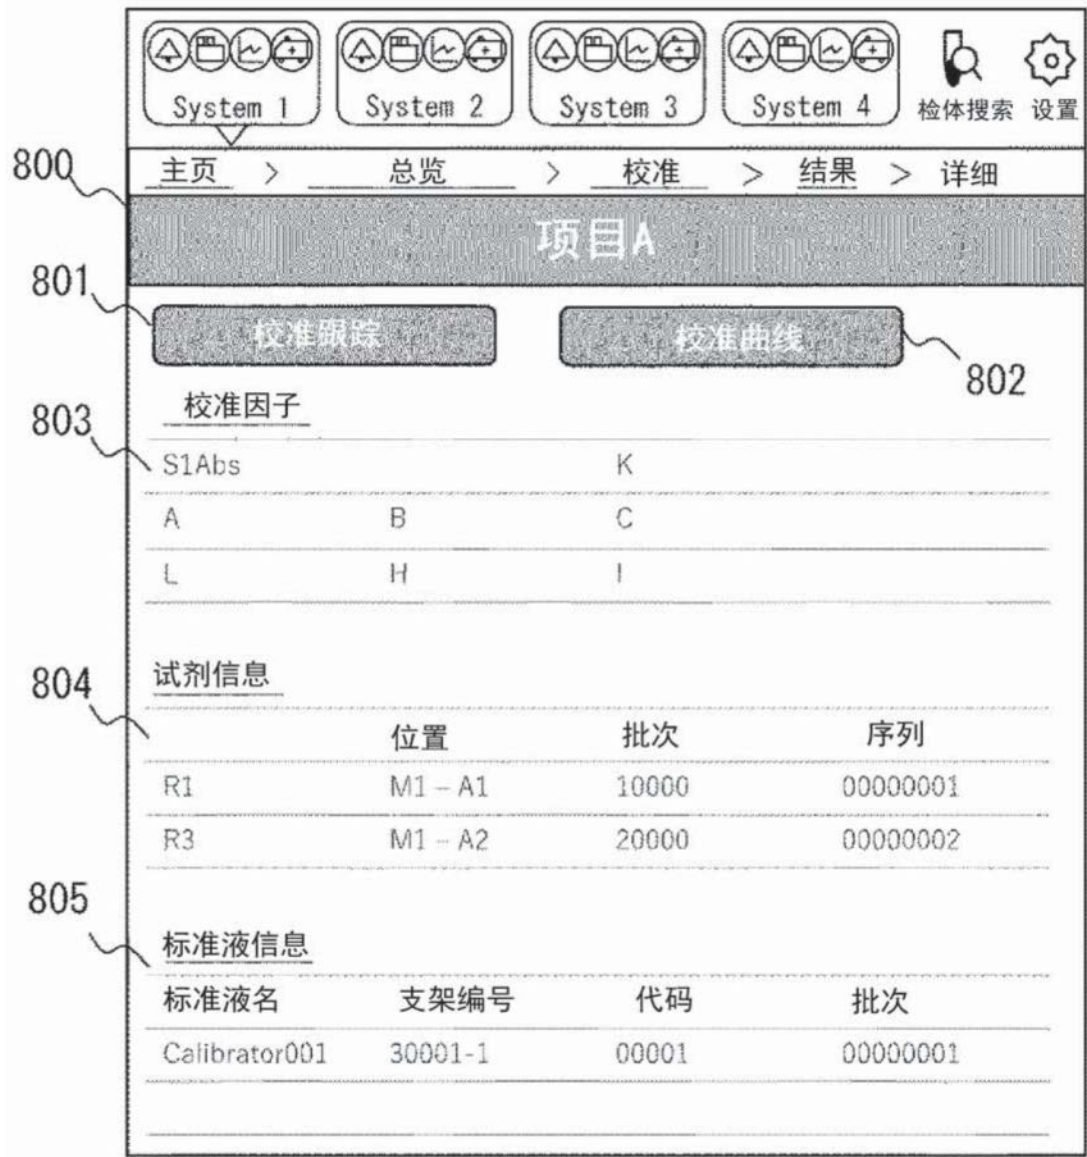 System 1 System 2 System 3 System 4 检体搜索 设置
800 主页 > 总览 > 校准 > 结果 > 详细
项目A
801 校准跟踪 校准曲线 802
校准因子
803 S1Abs K
A B C
L H I
试剂信息
804 位置 批次 序列
R1 M1 – A1 10000 00000001
R3 M1 – A2 20000 00000002
805
标准液信息
标准液名 支架编号 代码 批次
Calibrator001 30001-1 00001 00000001